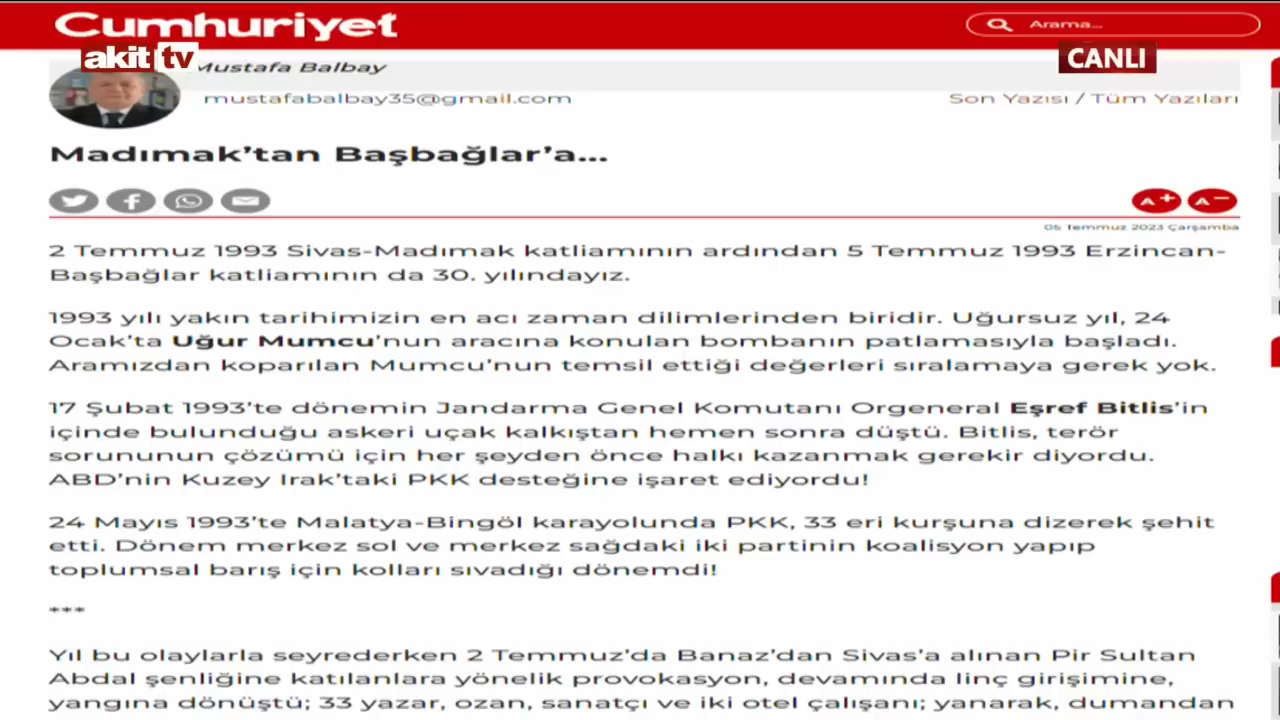 Cumhuriyet
Arama...
akit tv
CANLI
Mustafa Balbay
mustafabalbay35@gmail.com
Son Yazısı / Tüm Yazıları
Madımak’tan Başbağlar’a...
A+ A-
05 Temmuz 2023 Çarşamba
2 Temmuz 1993 Sivas-Madımak katliamının ardından 5 Temmuz 1993 Erzincan-
Başbağlar katliamının da 30. yılındayız.
1993 yılı yakın tarihimizin en acı zaman dilimlerinden biridir. Uğursuz yıl, 24
Ocak’ta Uğur Mumcu’nun aracına konulan bombanın patlamasıyla başladı.
Aramızdan koparılan Mumcu’nun temsil ettiği değerleri sıralamaya gerek yok.
17 Şubat 1993’te dönemin Jandarma Genel Komutanı Orgeneral Eşref Bitlis’in
içinde bulunduğu askeri uçak kalkıştan hemen sonra düştü. Bitlis, terör
sorununun çözümü için her şeyden önce halkı kazanmak gerekir diyordu.
ABD’nin Kuzey Irak’taki PKK desteğine işaret ediyordu!
24 Mayıs 1993’te Malatya-Bingöl karayolunda PKK, 33 eri kurşuna dizerek şehit
etti. Dönem merkez sol ve merkez sağdaki iki partinin koalisyon yapıp
toplumsal barış için kolları sıvadığı dönemdi!
***
Yıl bu olaylarla seyrederken 2 Temmuz’da Banaz’dan Sivas’a alınan Pir Sultan
Abdal şenliğine katılanlara yönelik provokasyon, devamında linç girişimine,
yangına dönüştü; 33 yazar, ozan, sanatçı ve iki otel çalışanı; yanarak, dumandan